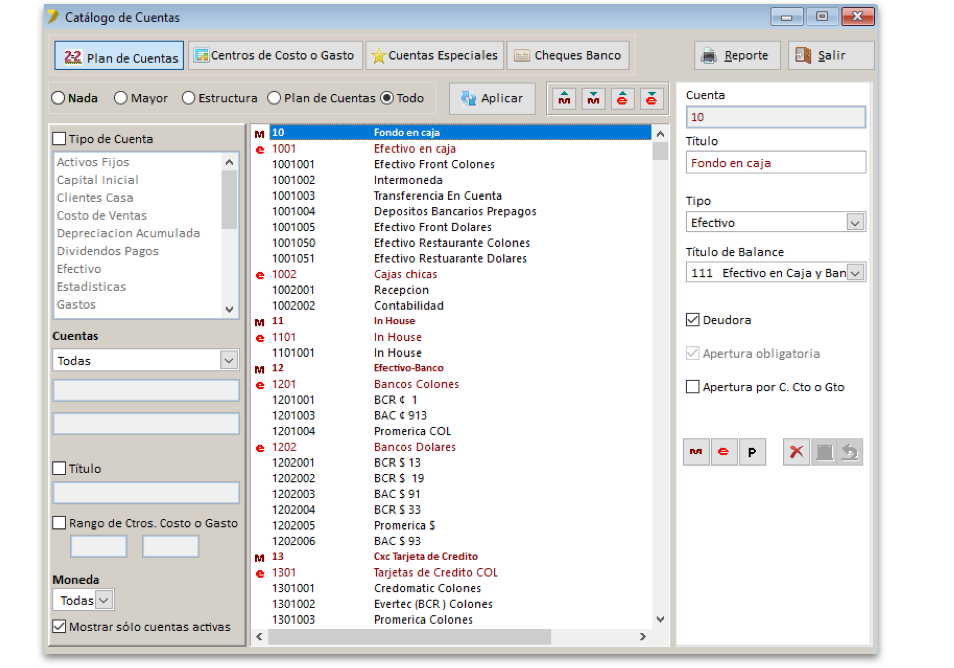 Catálogo de Cuentas
2-2 Plan de Cuentas
Centros de Costo o Gasto
Cuentas Especiales
Cheques Banco
Reporte
Salir
Nada
Mayor
Estructura
Plan de Cuentas
Todo
Aplicar
m
m
e
e
Tipo de Cuenta
Activos Fijos
Capital Inicial
Clientes Casa
Costo de Ventas
Depreciacion Acumulada
Dividendos Pagos
Efectivo
Estadisticas
Gastos
Cuentas
Todas
Título
Rango de Ctros. Costo o Gasto
Moneda
Todas
Mostrar sólo cuentas activas
M 10 Fondo en caja
e 1001 Efectivo en caja
1001001 Efectivo Front Colones
1001002 Intermoneda
1001003 Transferencia En Cuenta
1001004 Depositos Bancarios Prepagos
1001005 Efectivo Front Dolares
1001050 Efectivo Restaurante Colones
1001051 Efectivo Restuarante Dolares
e 1002 Cajas chicas
1002001 Recepcion
1002002 Contabilidad
M 11 In House
e 1101 In House
1101001 In House
M 12 Efectivo-Banco
e 1201 Bancos Colones
1201001 BCR ¢ 1
1201003 BAC ¢ 913
1201004 Promerica COL
e 1202 Bancos Dolares
1202001 BCR $ 13
1202002 BCR $ 19
1202003 BAC $ 91
1202004 BCR $ 33
1202005 Promerica $
1202006 BAC $ 93
M 13 Cxc Tarjeta de Credito
e 1301 Tarjetas de Credito COL
1301001 Credomatic Colones
1301002 Evertec (BCR ) Colones
1301003 Promerica Colones
Cuenta
10
Título
Fondo en caja
Tipo
Efectivo
Título de Balance
111 Efectivo en Caja y Ban
Deudora
Apertura obligatoria
Apertura por C. Cto o Gto
m
e
P